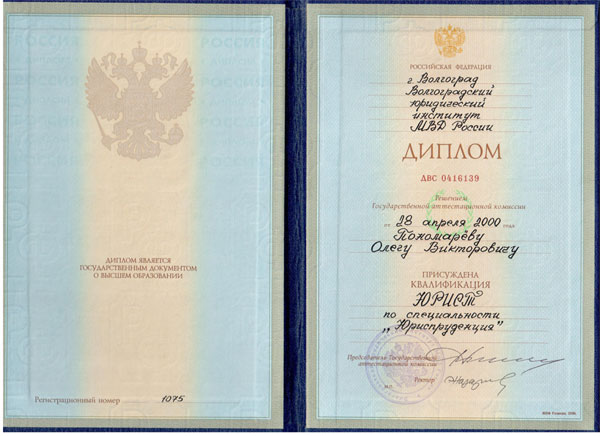 ДИПЛОМ ЯВЛЯЕТСЯ
ГОСУДАРСТВЕННЫМ ДОКУМЕНТОМ
О ВЫСШЕМ ОБРАЗОВАНИИ
Регистрационный номер 1075
РОССИЙСКАЯ ФЕДЕРАЦИЯ
г. Волгоград
Волгоградский
юридический
институт
МВД России
ДИПЛОМ
ДВС 0416139
Решением
Государственной аттестационной комиссии
от 28 апреля 2000 года
Пономарёву
Олегу Викторовичу
ПРИСУЖДЕНА
КВАЛИФИКАЦИЯ
ЮРИСТ
по специальности
„Юриспруденция"
Председатель Государственной
аттестационной комиссии
Ректор
М.П.